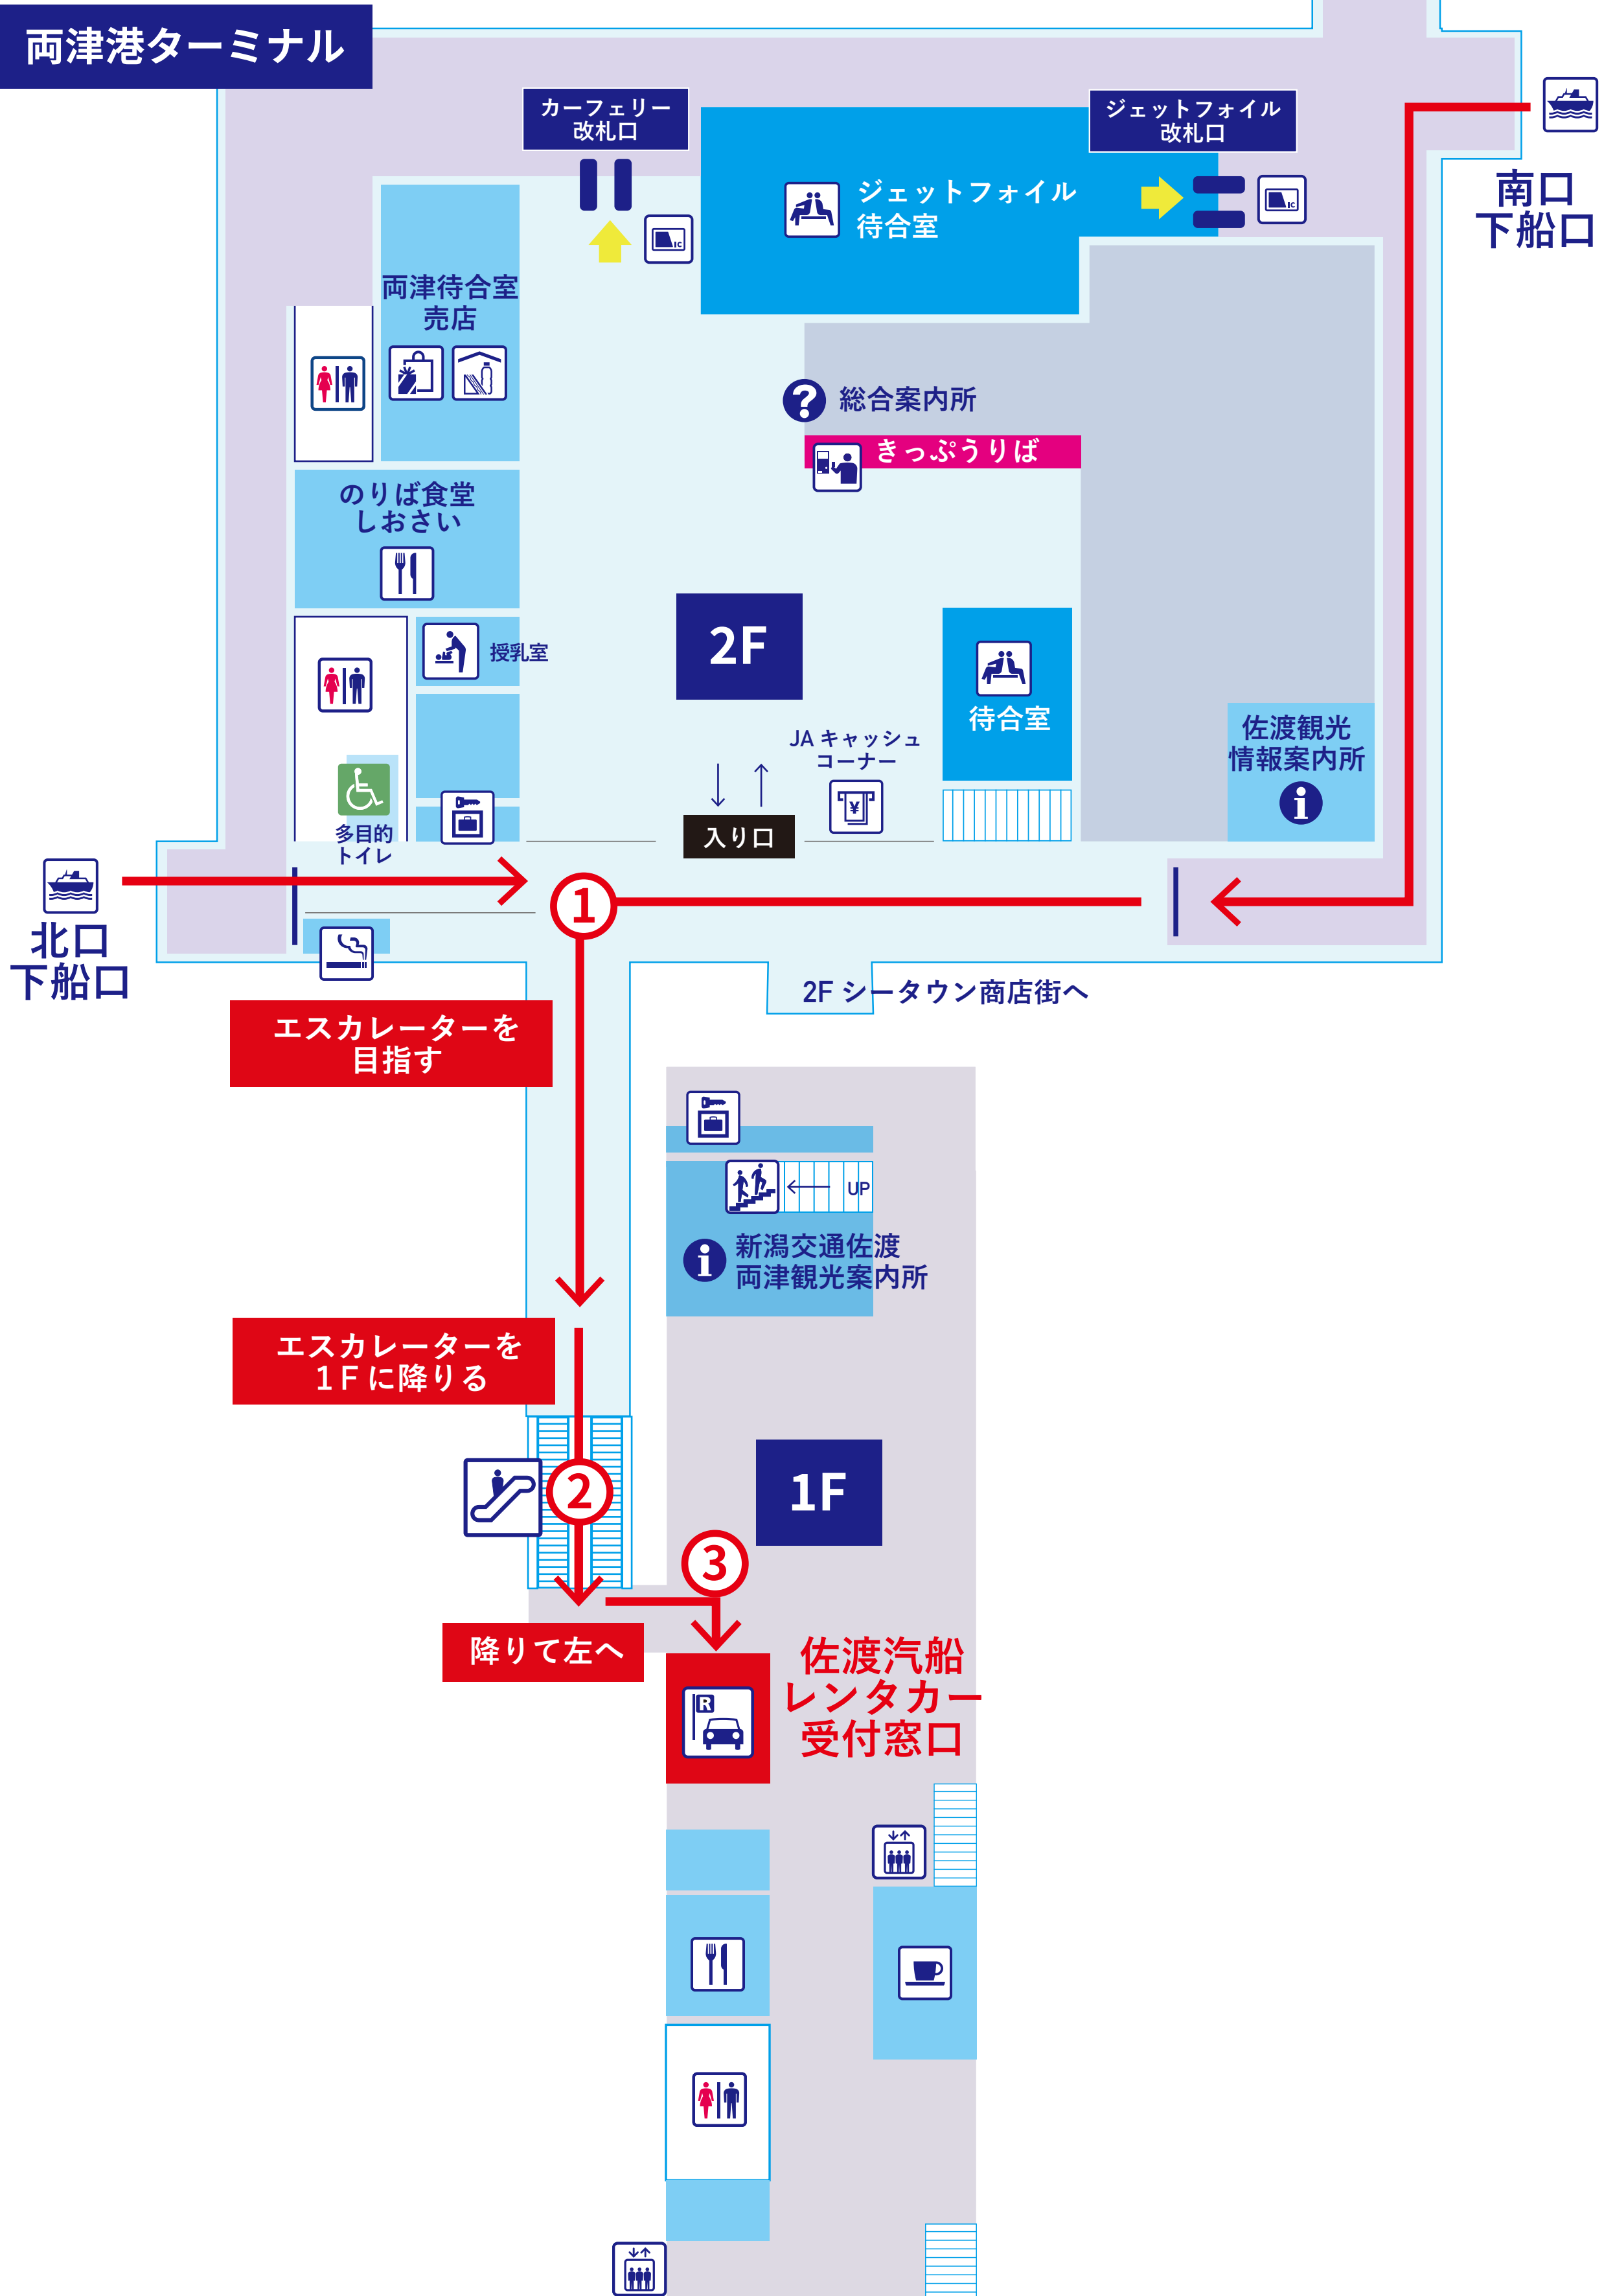 両津港ターミナル
カーフェリー
改札口
ジェットフォイル
改札口
ジェットフォイル
待合室
IC
IC
南口
下船口
両津待合室
売店
総合案内所
?
きっぷうりば
のりば食堂
しおさい
2F
授乳室
待合室
JA キャッシュ
コーナー
¥
佐渡観光
情報案内所
i
入り口
多目的
トイレ
北口
下船口
1
2F シータウン商店街へ
エスカレーターを
目指す
UP
i
新潟交通佐渡
両津観光案内所
エスカレーターを
1Fに降りる
2
1F
3
降りて左へ
R
佐渡汽船
レンタカー
受付窓口